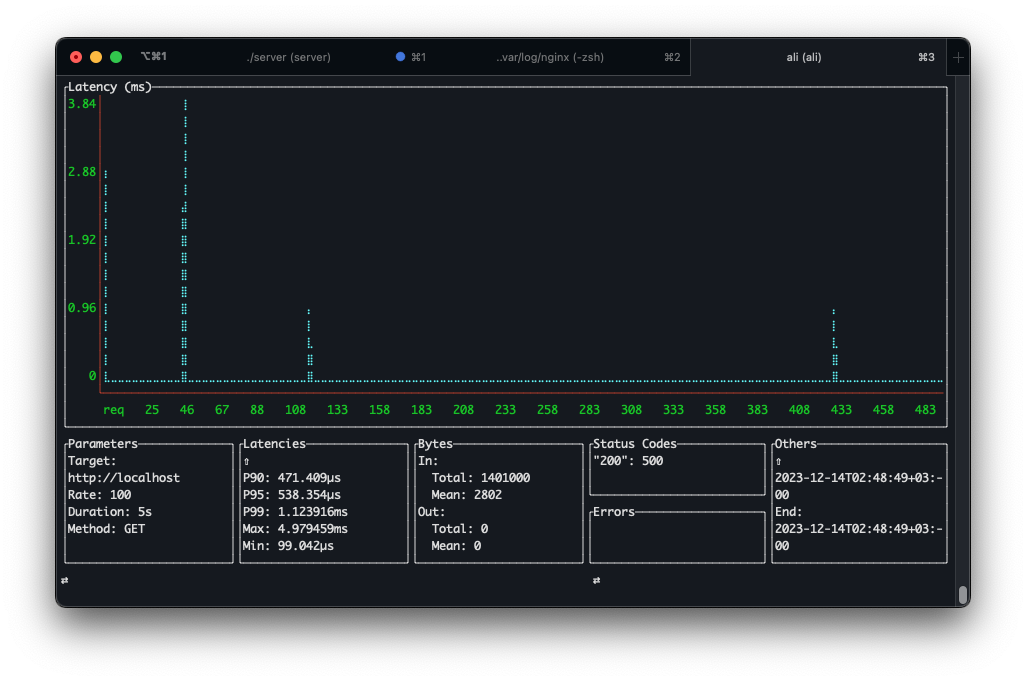 ⌥⌘1 ./server (server) ⌘1 ..var/log/nginx (-zsh) ⌘2 ali (ali) ⌘3 +
Latency (ms)
3.84
2.88
1.92
0.96
0
req 25 46 67 88 108 133 158 183 208 233 258 283 308 333 358 383 408 433 458 483
Parameters
Target:
http://localhost
Rate: 100
Duration: 5s
Method: GET
Latencies
⇧
P90: 471.409µs
P95: 538.354µs
P99: 1.123916ms
Max: 4.979459ms
Min: 99.042µs
Bytes
In:
Total: 1401000
Mean: 2802
Out:
Total: 0
Mean: 0
Status Codes
"200": 500
Errors
Others
⇧
2023-12-14T02:48:49+03:-
00
End:
2023-12-14T02:48:49+03:-
00
⇄ ⇄